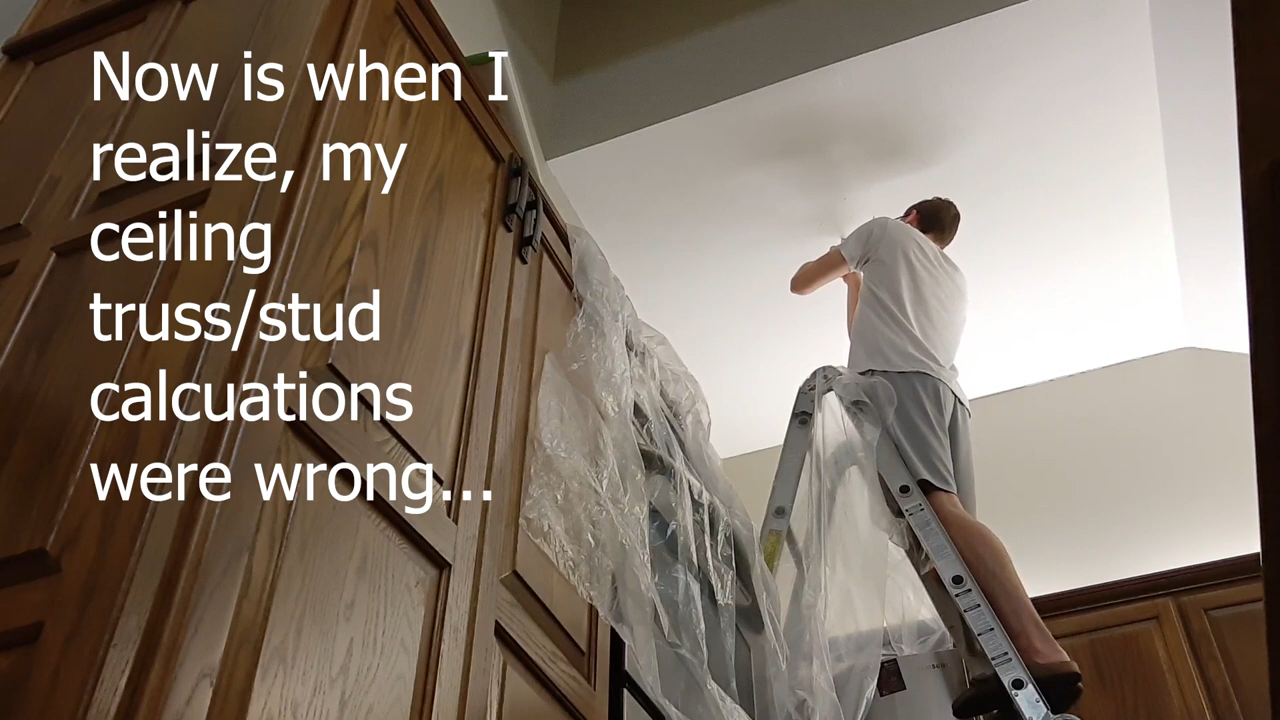 Now is when I
realize, my
ceiling
truss/stud
calcuations
were wrong...